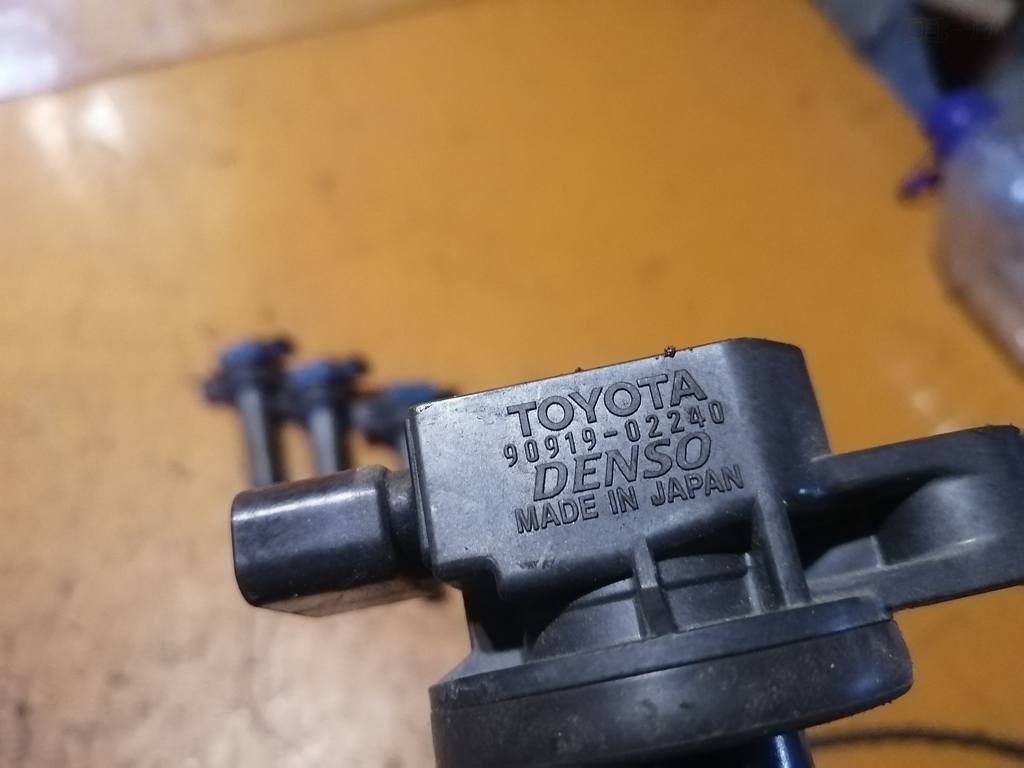 TOYOTA
90919-02240
DENSO
MADE IN JAPAN